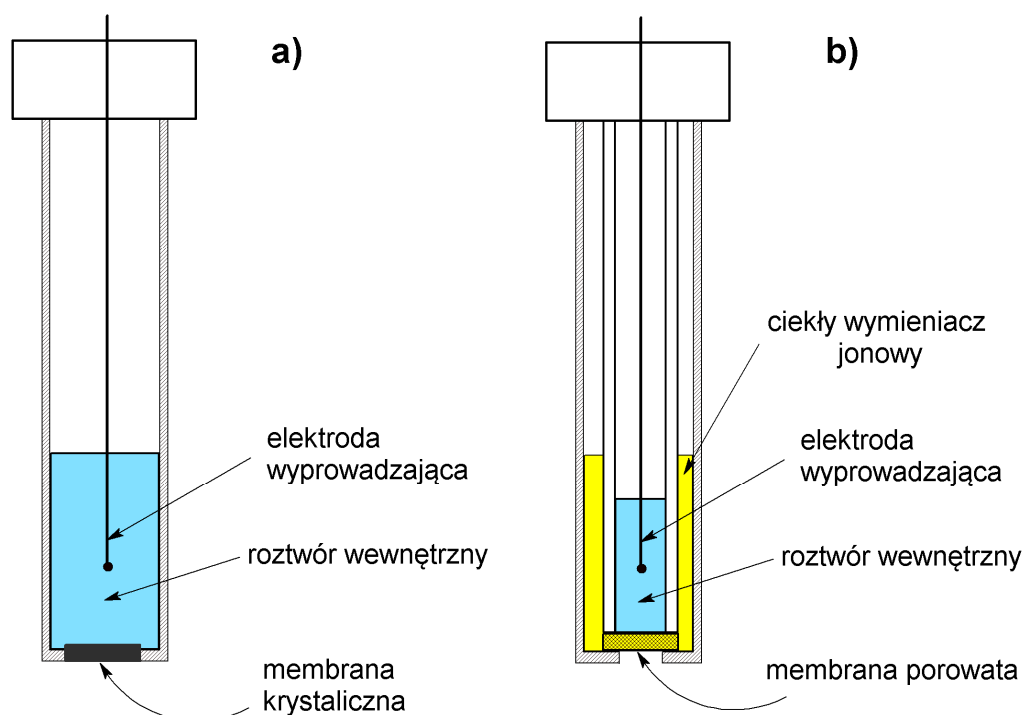 a)
elektroda
wyprowadzająca
roztwór wewnętrzny
membrana
krystaliczna
b)
ciekły wymieniacz
jonowy
elektroda
wyprowadzająca
roztwór wewnętrzny
membrana porowata